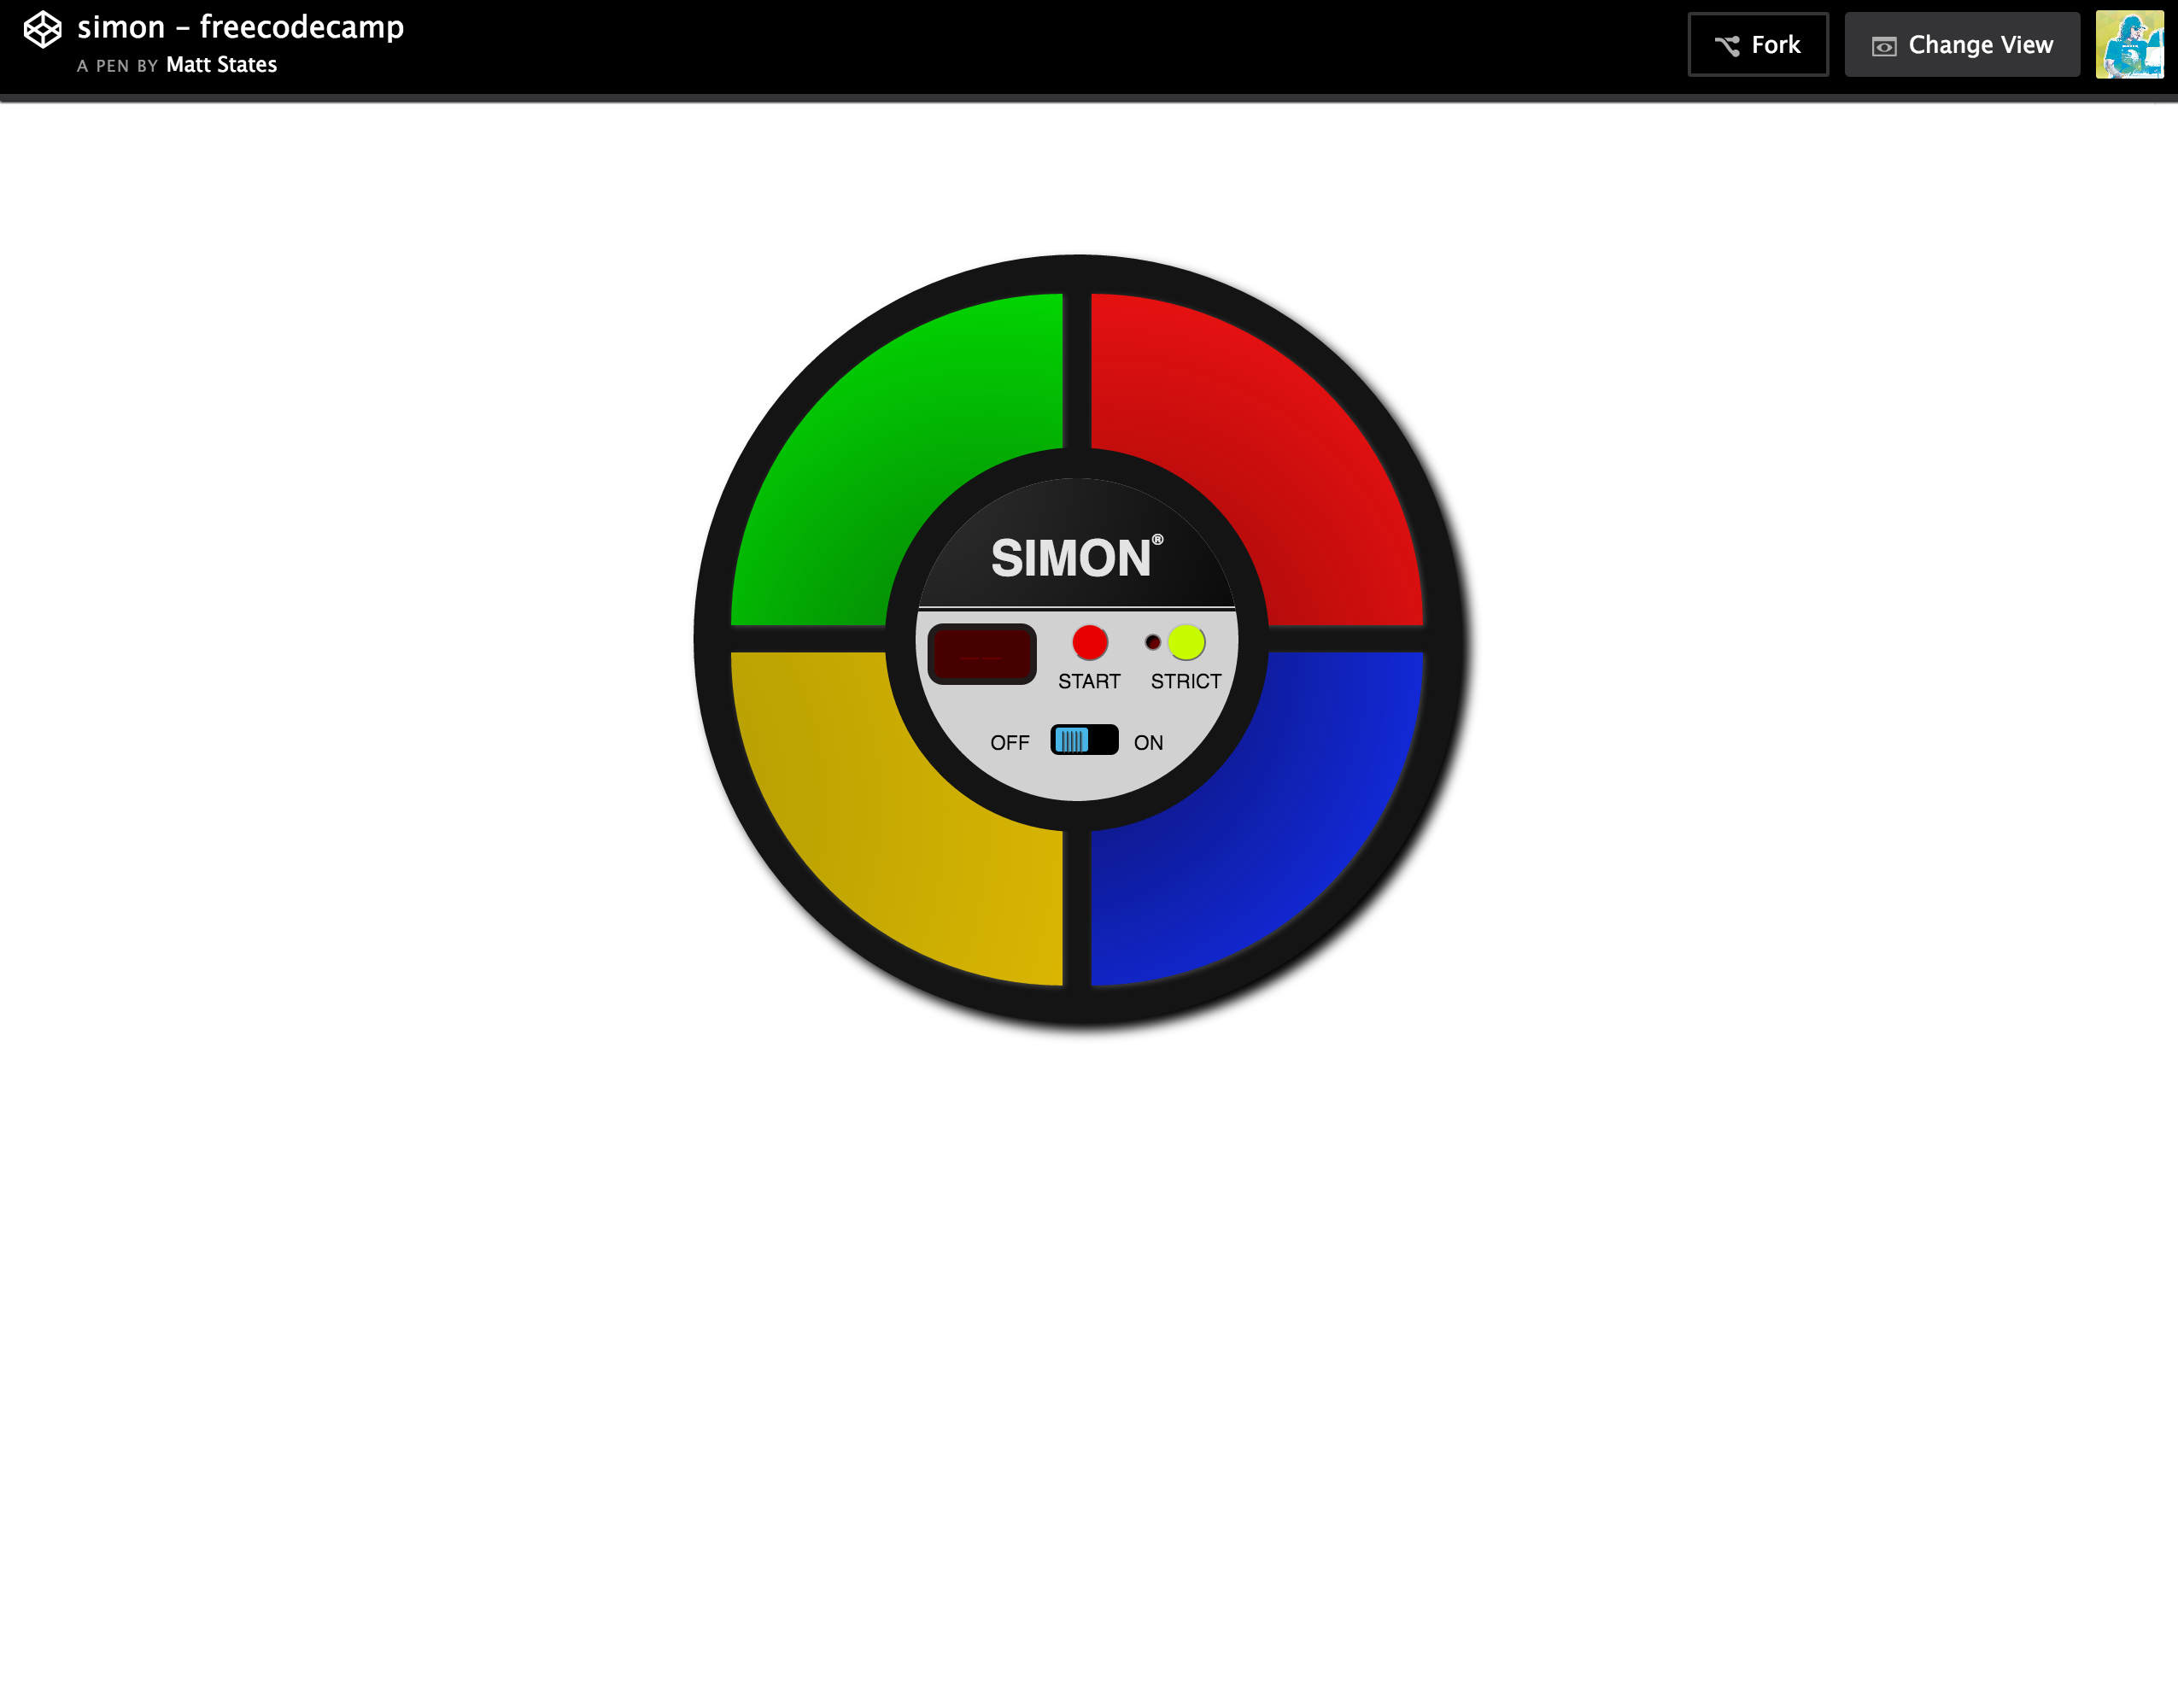 simon – freecodecamp
A PEN BY Matt States
Fork
Change View
SIMON®
START
STRICT
OFF
ON